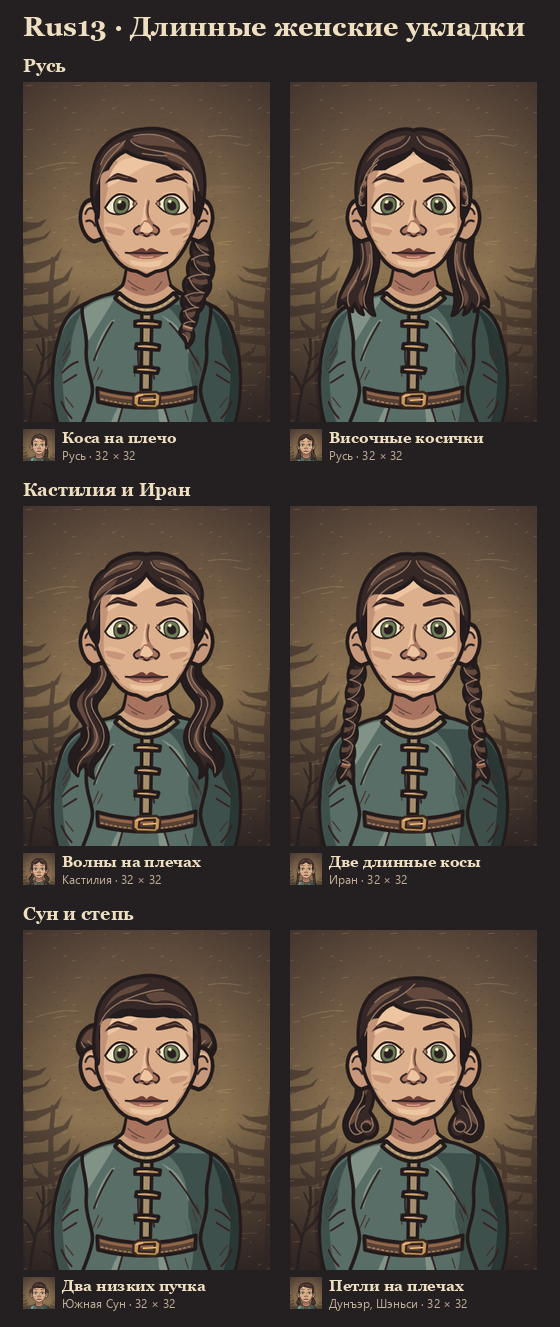 Rus13 · Длинные женские укладки
Русь
Коса на плечо
Русь · 32 × 32
Височные косички
Русь · 32 × 32
Кастилия и Иран
Волны на плечах
Кастилия · 32 × 32
Две длинные косы
Иран · 32 × 32
Сун и степь
Два низких пучка
Южная Сун · 32 × 32
Петли на плечах
Дунъэр, Шэньси · 32 × 32